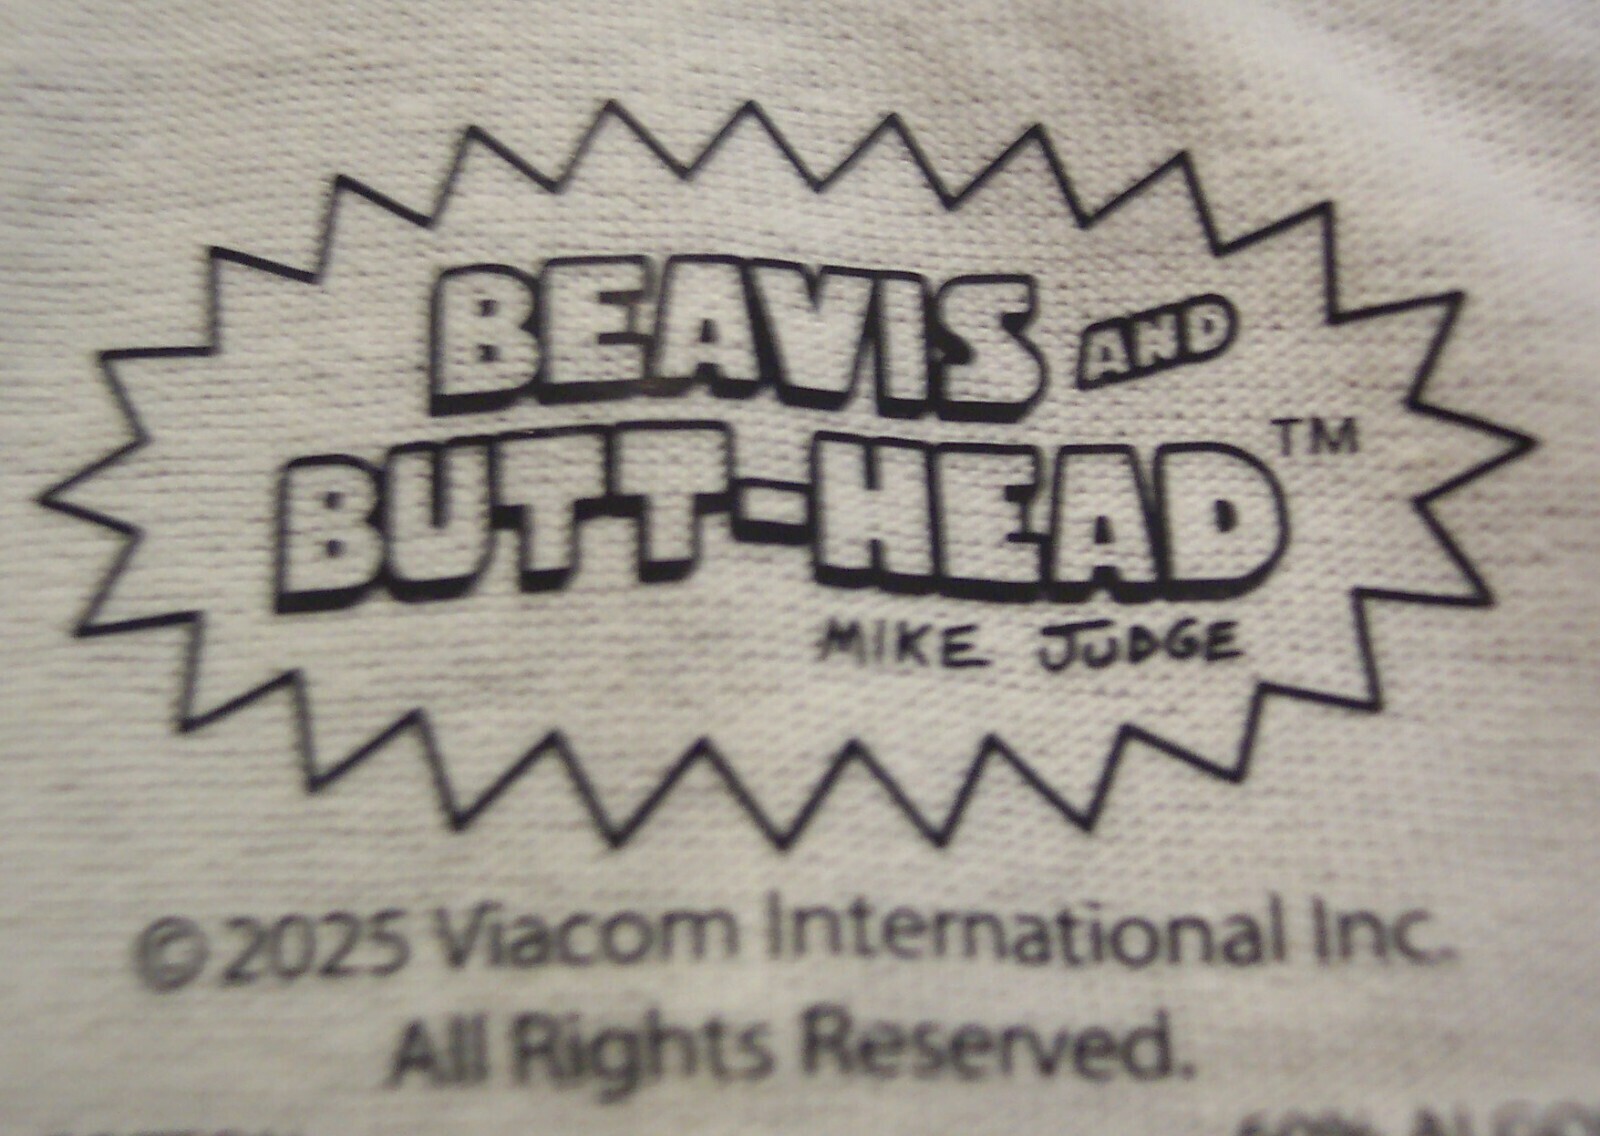 BEAVIS AND
BUTT-HEAD™
MIKE JUDGE
©2025 Viacom International Inc.
All Rights Reserved.